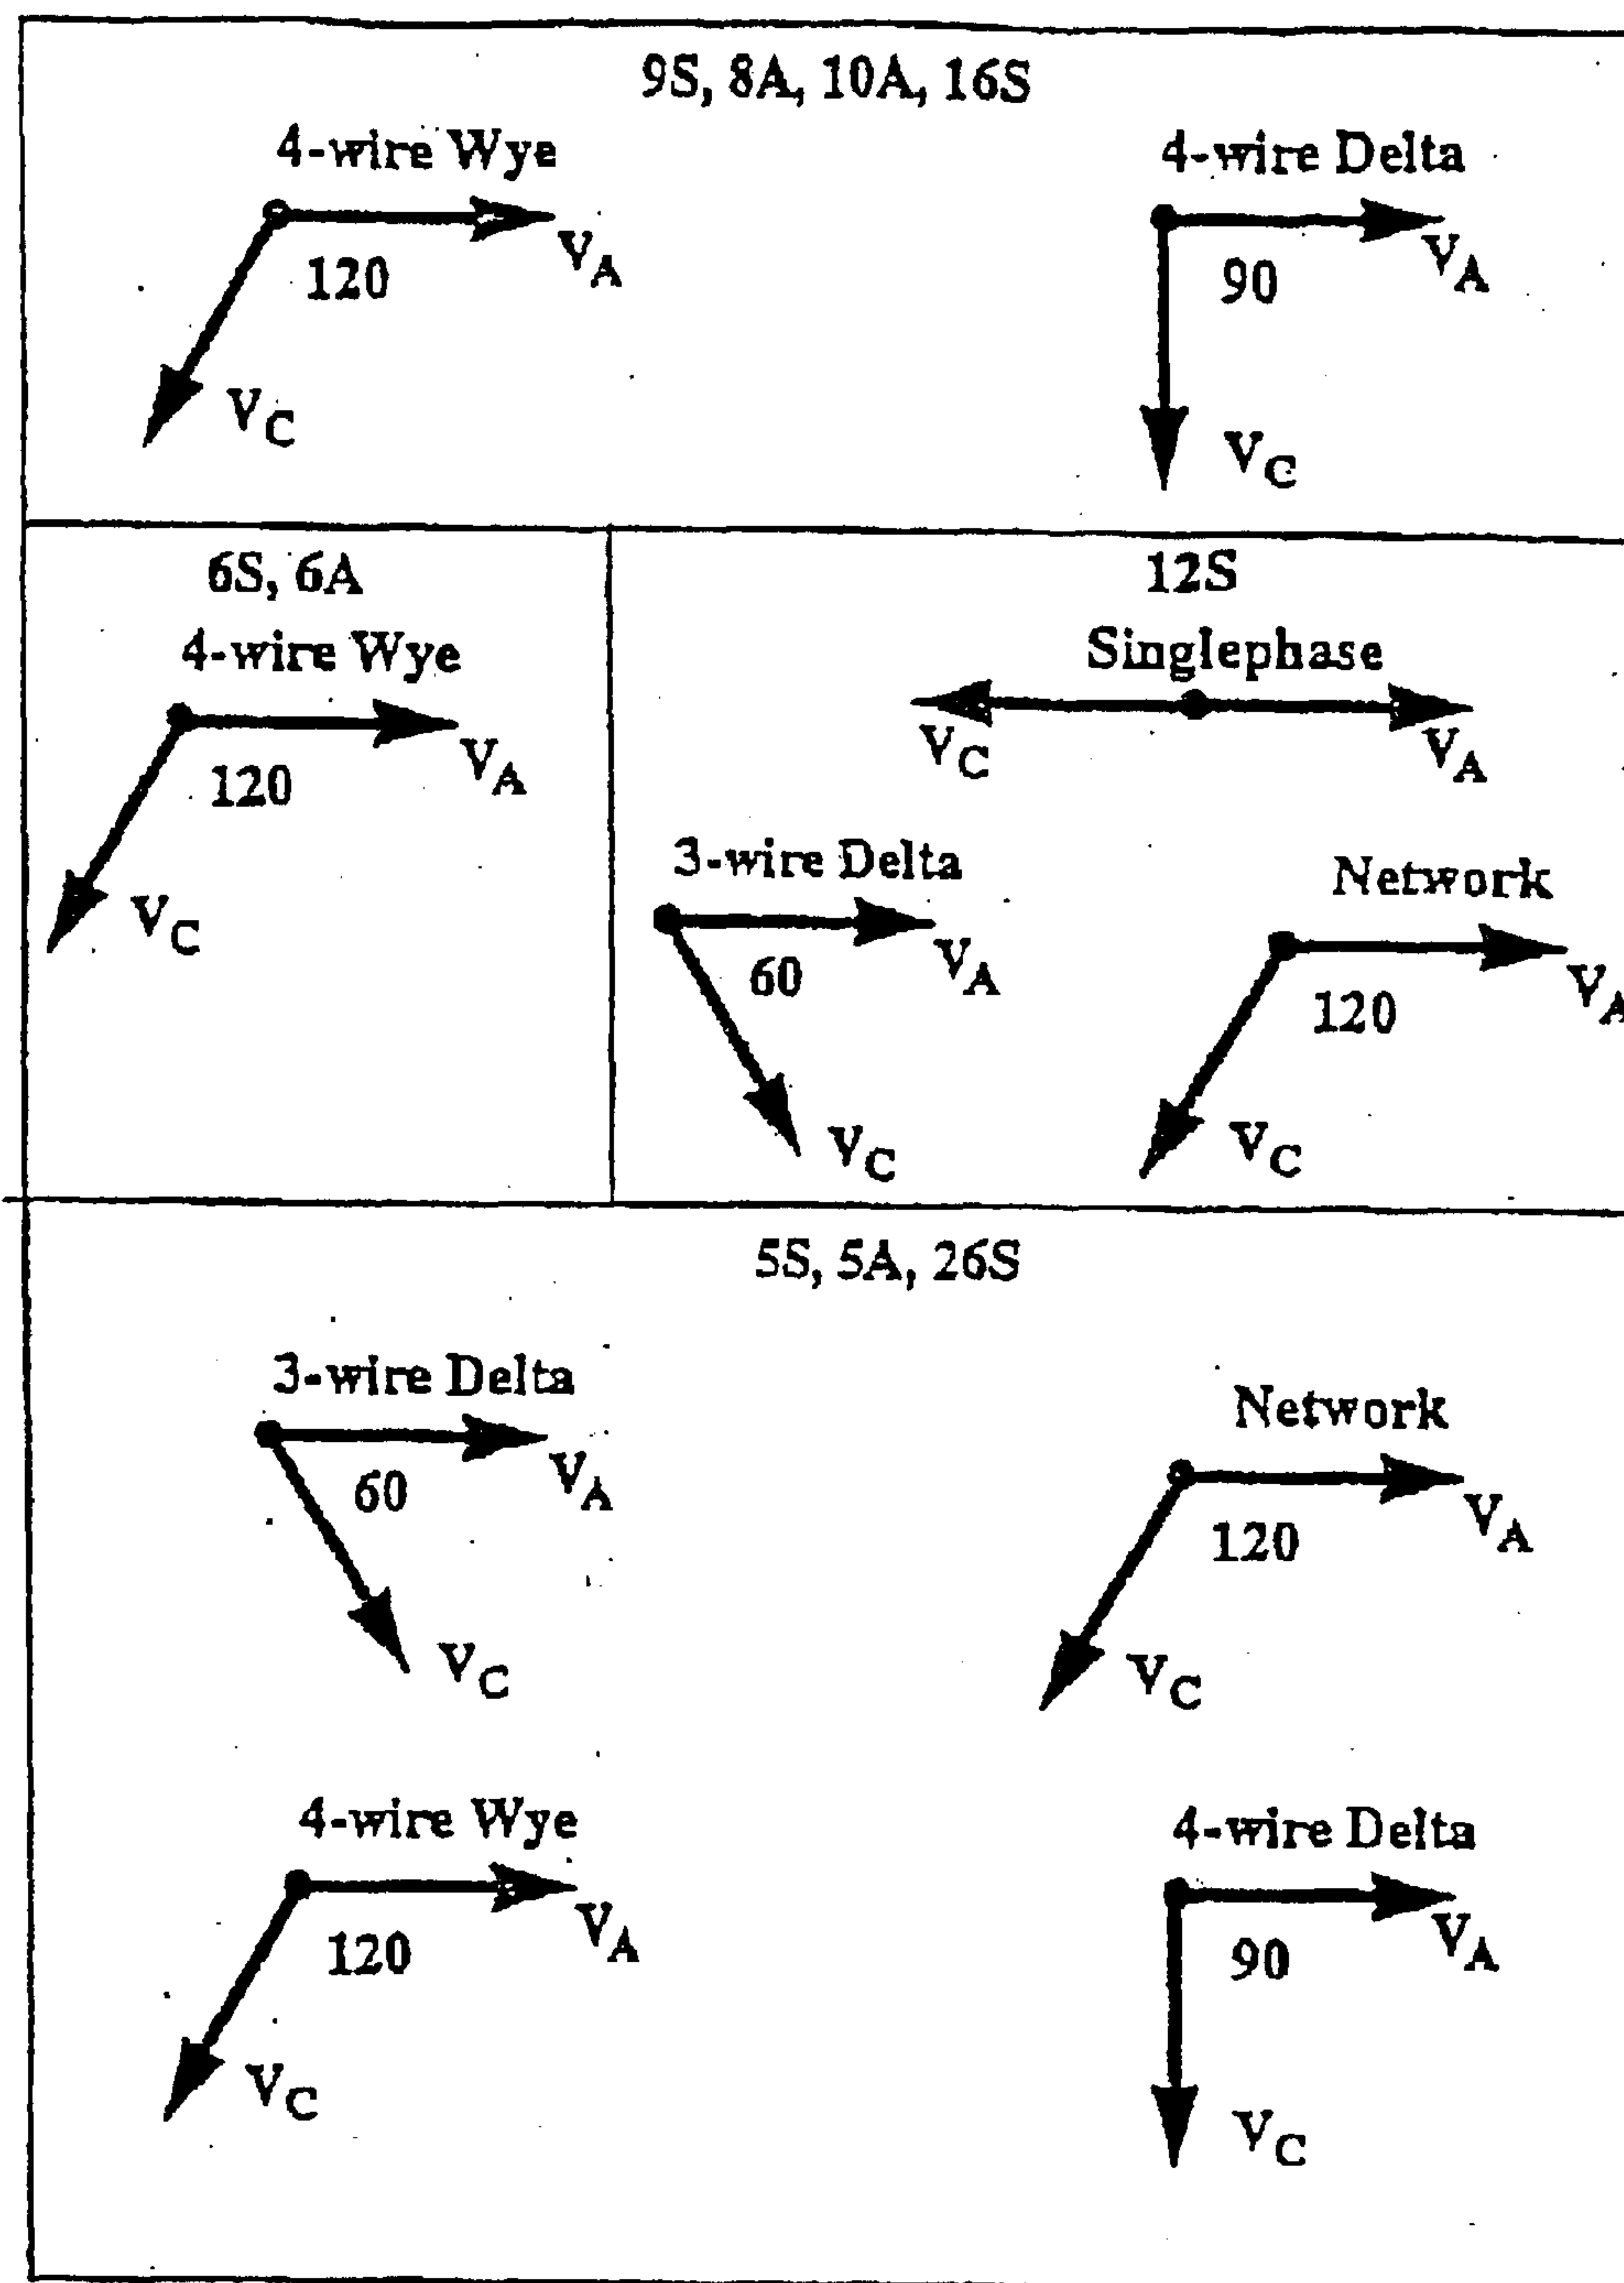 9S, 8A, 10A, 16S
4-wire Wye
VA
120
VC
4-wire Delta
VA
90
VC
6S, 6A
4-wire Wye
VA
120
VC
12S
Singlephase
VC
VA
3-wire Delta
VA
60
VC
Network
VA
120
VC
5S, 5A, 26S
3-wire Delta
VA
60
VC
Network
VA
120
VC
4-wire Wye
VA
120
VC
4-wire Delta
VA
90
VC